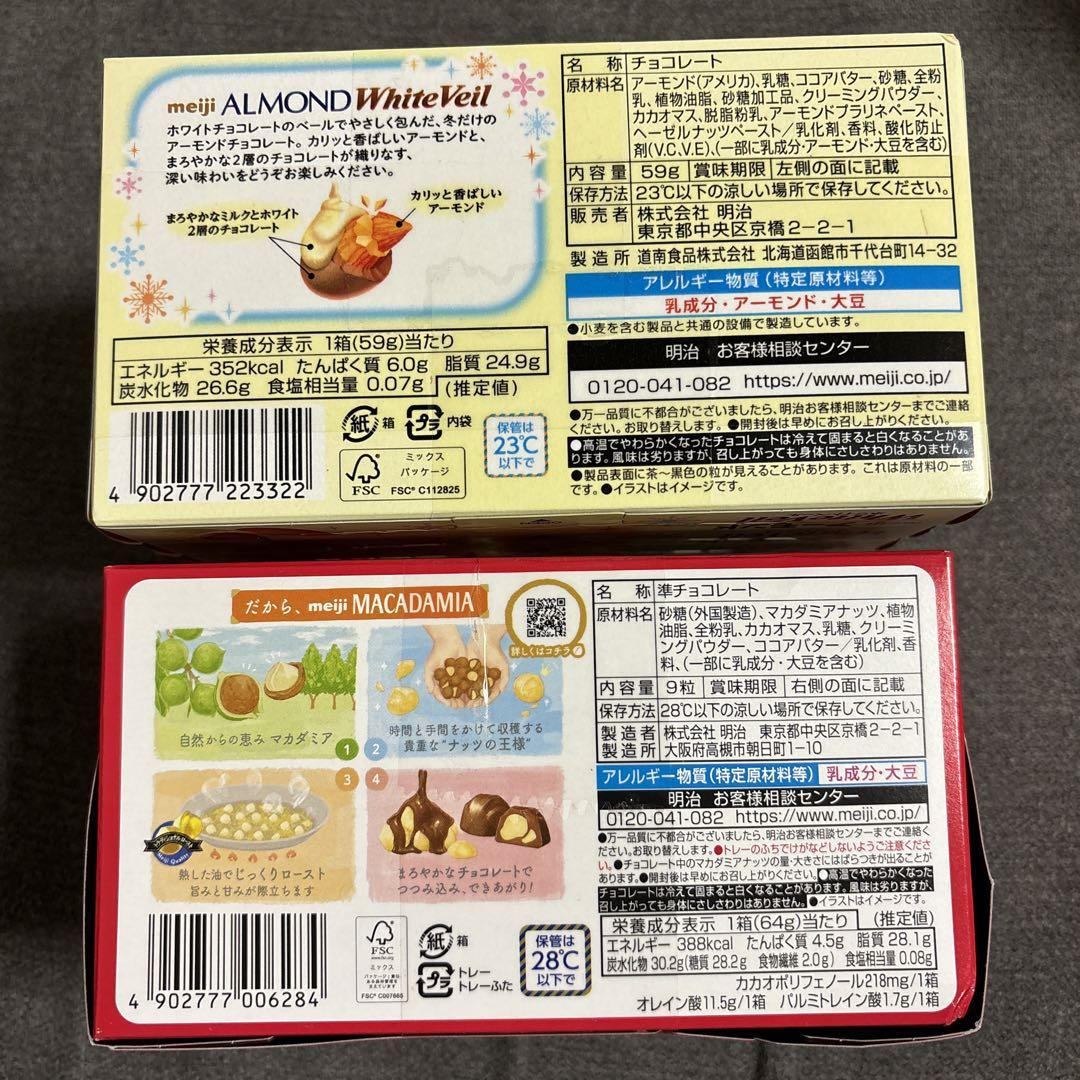 meiji ALMOND WhiteVeil
ホワイトチョコレートのベールでやさしく包んだ、冬だけの
アーモンドチョコレート。カリッと香ばしいアーモンドと、
まろやかな2層のチョコレートが織りなす、
深い味わいをどうぞお楽しみください。
カリッと香ばしい
アーモンド
まろやかなミルクとホワイト
2層のチョコレート
栄養成分表示 1箱(59g)当たり
エネルギー 352kcal たんぱく質 6.0g 脂質 24.9g
炭水化物 26.6g 食塩相当量 0.07g (推定値)
4 902777 223322
紙 箱
プラ 内袋
FSC
ミックス
パッケージ
FSC® C112825
保管は
23℃
以下で
名 称 チョコレート
原材料名 アーモンド(アメリカ)、乳糖、ココアバター、砂糖、全粉
乳、植物油脂、砂糖加工品、クリーミングパウダー、
カカオマス、脱脂粉乳、アーモンドプラリネペースト、
ヘーゼルナッツペースト/乳化剤、香料、酸化防止
剤(V.C、V.E)、(一部に乳成分・アーモンド・大豆を含む)
内容量 59g 賞味期限 左側の面に記載
保存方法 23℃以下の涼しい場所で保存してください。
販売者 株式会社 明治
東京都中央区京橋2-2-1
製造所 道南食品株式会社 北海道函館市千代台町14-32
アレルギー物質(特定原材料等)
乳成分・アーモンド・大豆
●小麦を含む製品と共通の設備で製造しています。
明治 お客様相談センター
0120-041-082 https://www.meiji.co.jp/
●万一品質に不都合がございましたら、明治お客様相談センターまでご連絡
ください。お取り替えします。●開封後は早めにお召し上がりください。
●高温でやわらかくなったチョコレートは冷えて固まると白くなることがあ
ります。風味は劣りますが、召し上がっても身体にさしさわりはありません。
●製品表面に茶~黒色の粒が見えることがあります。これは原材料の一部
です。●イラストはイメージです。
だから、meiji MACADAMIA
詳しくはコチラ
自然からの恵み マカダミア 1
2 時間と手間をかけて収穫する
貴重な"ナッツの王様"
3
Meiji Quality
熱した油でじっくりロースト
旨みと甘みが際立ちます
4
まろやかなチョコレートで
つつみ込み、できあがり!
4 902777 006284
FSC
ミックス
FSC® C007665
紙 箱
プラ トレー
トレーふた
保管は
28℃
以下で
名 称 準チョコレート
原材料名 砂糖(外国製造)、マカダミアナッツ、植物
油脂、全粉乳、カカオマス、乳糖、クリーミ
ングパウダー、ココアバター/乳化剤、香
料、(一部に乳成分・大豆を含む)
内容量 9粒 賞味期限 右側の面に記載
保存方法 28℃以下の涼しい場所で保存してください。
製造者 株式会社 明治 東京都中央区京橋2-2-1
製造所 大阪府高槻市朝日町1-10
アレルギー物質(特定原材料等) 乳成分・大豆
明治 お客様相談センター
0120-041-082 https://www.meiji.co.jp/
●万一品質に不都合がございましたら、明治お客様相談センターまでご連絡く
ださい。お取り替えします。●トレーのふちでけがなどしないようご注意くださ
い。●チョコレート中のマカダミアナッツの量・大きさにはばらつきが出ることが
あります。●開封後は早めにお召し上がりください。●高温でやわらかくなった
チョコレートは冷えて固まると白くなることがあります。風味は劣りますが、
召し上がっても身体にさしさわりはありません。●イラストはイメージです。
栄養成分表示 1箱(64g)当たり (推定値)
エネルギー 388kcal たんぱく質 4.5g 脂質 28.1g
炭水化物 30.2g(糖質 28.2g 食物繊維 2.0g) 食塩相当量 0.08g
カカオポリフェノール218mg/1箱
オレイン酸11.5g/1箱 パルミトレイン酸1.7g/1箱